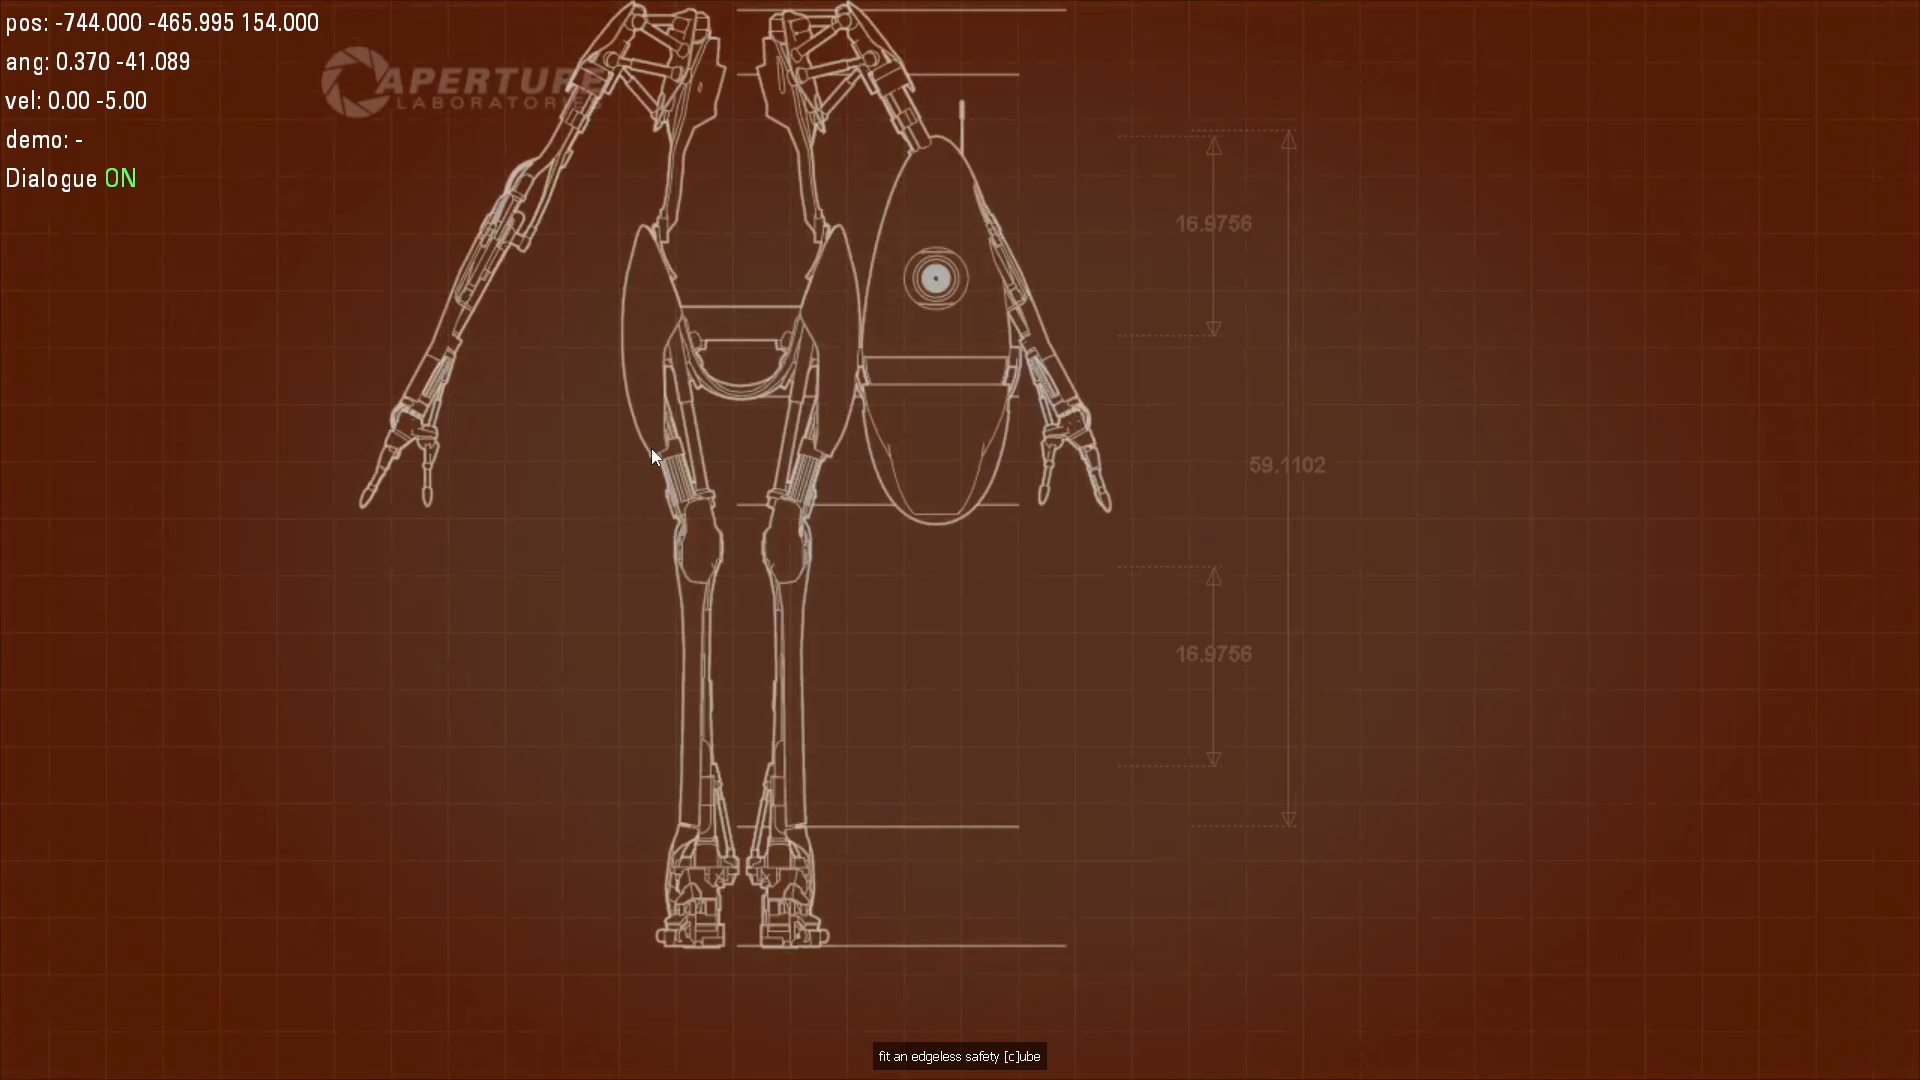 pos: -744.000 -465.995 154.000
ang: 0.370 -41.089
vel: 0.00 -5.00
demo: -
Dialogue ON
APERTURE
LABORATORIES
16.9756
59.1102
16.9756
fit an edgeless safety [c]ube